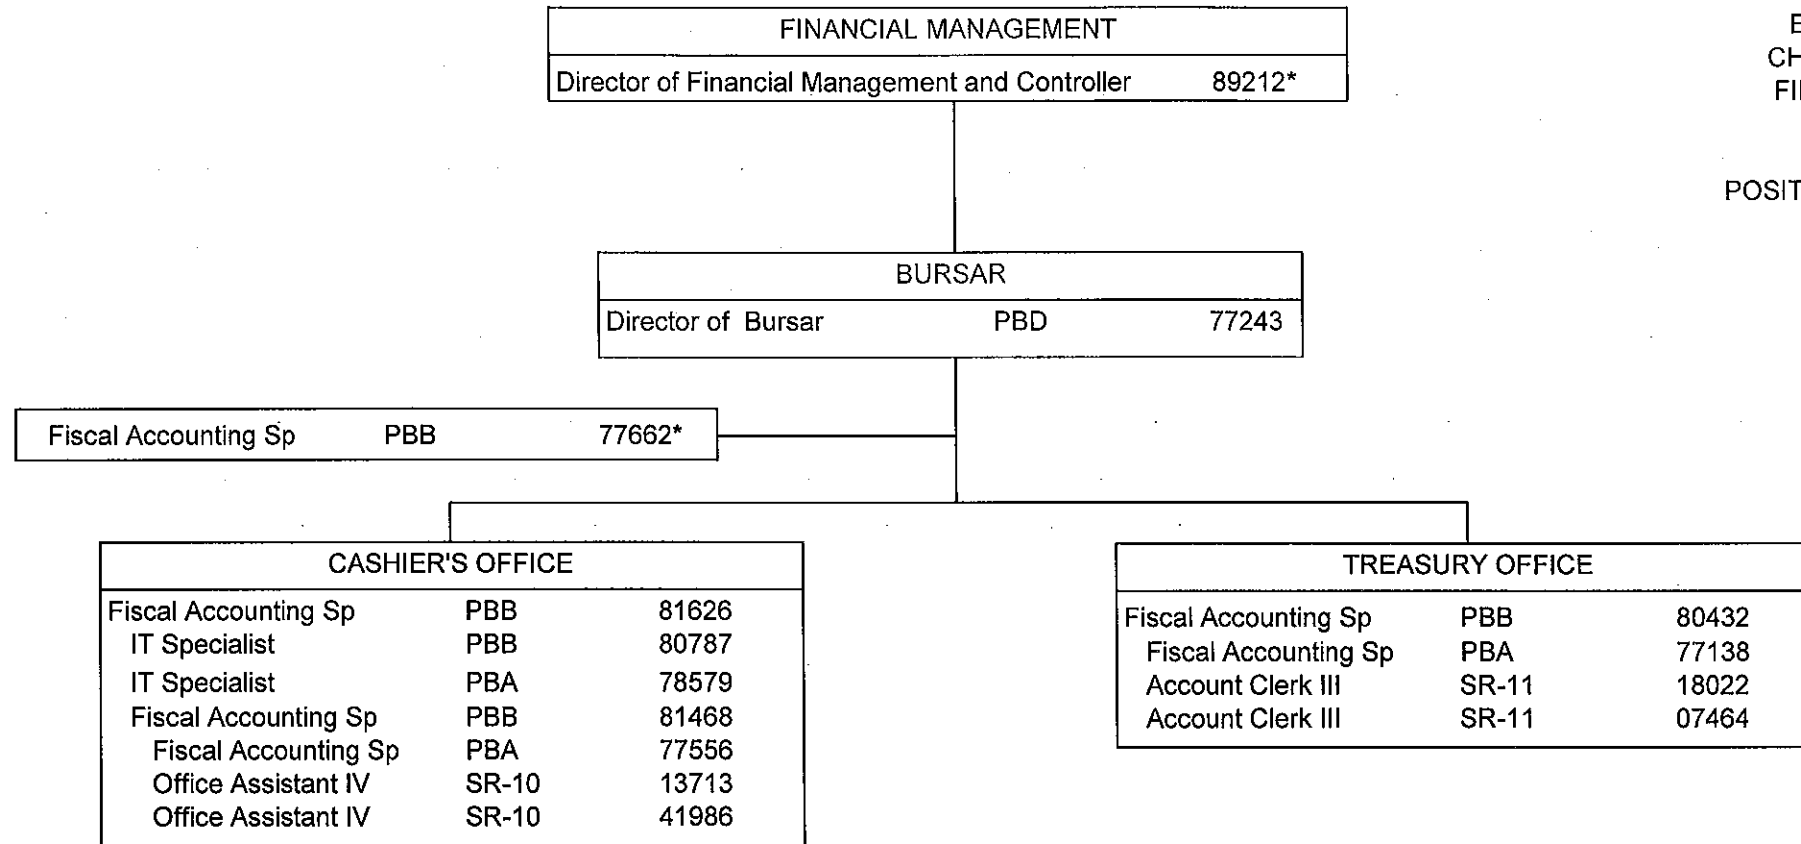 FINANCIAL MANAGEMENT
Director of Financial Management and Controller 89212*
E
CH
FI
POSIT
BURSAR
Director of Bursar PBD 77243
Fiscal Accounting Sp PBB 77662*
CASHIER'S OFFICE
Fiscal Accounting Sp PBB 81626
IT Specialist PBB 80787
IT Specialist PBA 78579
Fiscal Accounting Sp PBB 81468
Fiscal Accounting Sp PBA 77556
Office Assistant IV SR-10 13713
Office Assistant IV SR-10 41986
TREASURY OFFICE
Fiscal Accounting Sp PBB 80432
Fiscal Accounting Sp PBA 77138
Account Clerk III SR-11 18022
Account Clerk III SR-11 07464